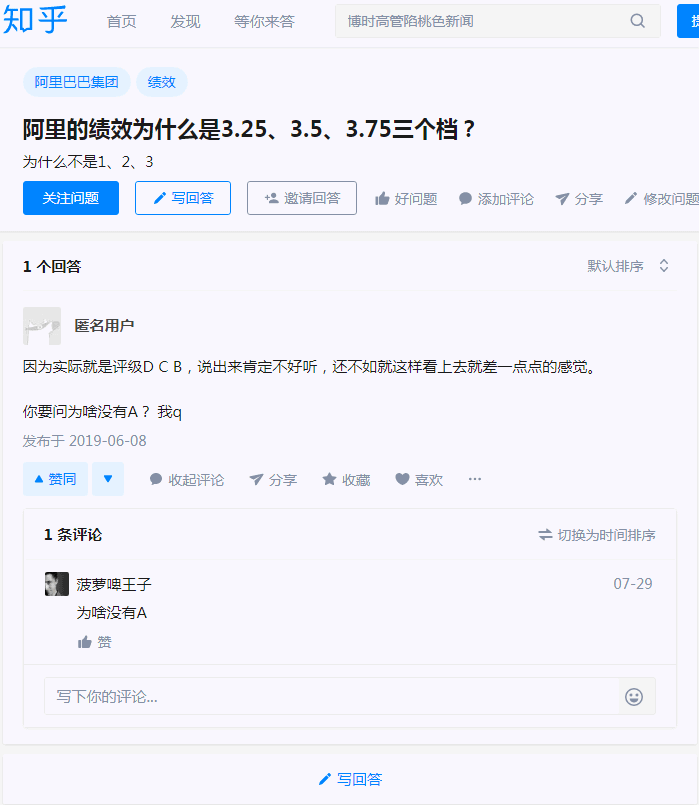 知乎 首页 发现 等你来答 博时高管陷桃色新闻
阿里巴巴集团 绩效
阿里的绩效为什么是3.25、3.5、3.75三个档？
为什么不是1、2、3
关注问题 写回答 邀请回答 好问题 添加评论 分享 修改问题
1 个回答 默认排序
匿名用户
因为实际就是评级D C B，说出来肯定不好听，还不如就这样看上去就差一点点的感觉。
你要问为啥没有A？ 我q
发布于 2019-06-08
赞同 收起评论 分享 收藏 喜欢 ···
1 条评论 切换为时间排序
菠萝啤王子 07-29
为啥没有A
赞
写下你的评论...
写回答